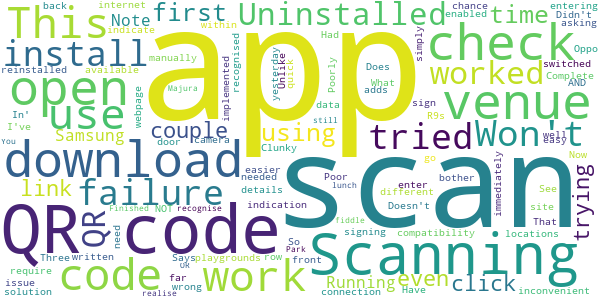 back internet This Note first Uninstalled time chance entering Didn't
indicate within enabled asking
install manually available app check switched Oppo
reinstalled worked Complete
open use Had implemented recognised yesterday Unlike quick Poorly Does What simply AND
Majura data adds sign venue
In' webpage R9s
I've Samsung couple door camera using still tried Won't well easy
You link Clunky go Now
download failure easier needed Poor lunch enter different immediately bother See site trying
details indication Doesn't That
QR code scan
QR NOT recognise signing compatibility locations
Finished
need So Park front
Three written Says playgrounds row Scanning
issue code ok far work Running even click require
solution wrong connection Have inconvenient
realise fiddle